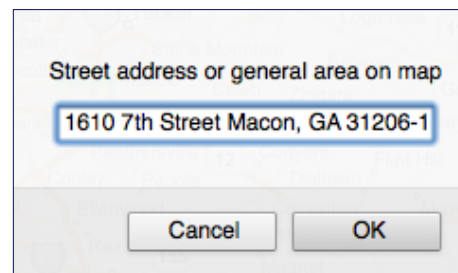 Street address or general area on map
1610 7th Street Macon, GA 31206-1
Cancel
OK